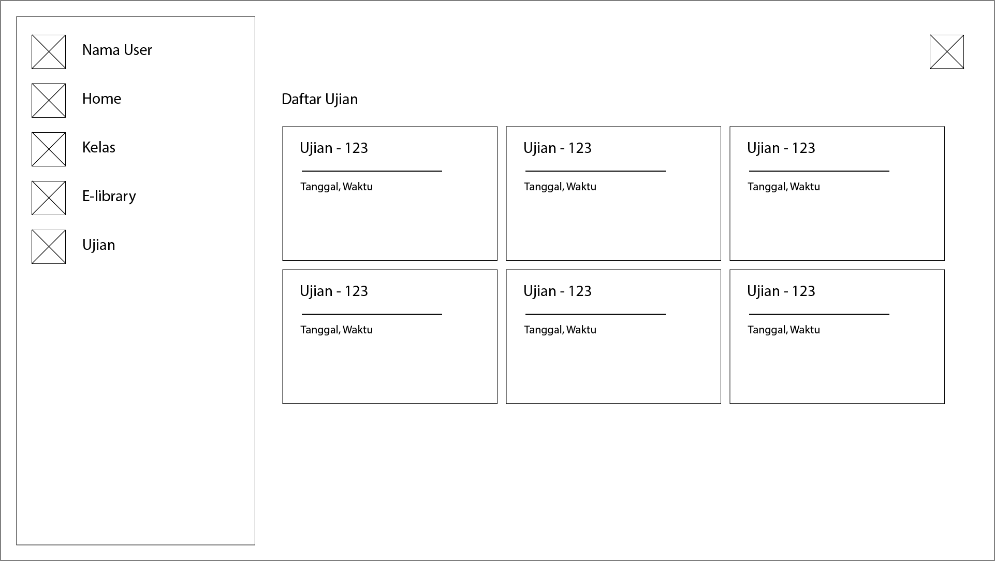 Nama User
Home
Kelas
E-library
Ujian
Daftar Ujian
Ujian - 123
Tanggal, Waktu
Ujian - 123
Tanggal, Waktu
Ujian - 123
Tanggal, Waktu
Ujian - 123
Tanggal, Waktu
Ujian - 123
Tanggal, Waktu
Ujian - 123
Tanggal, Waktu